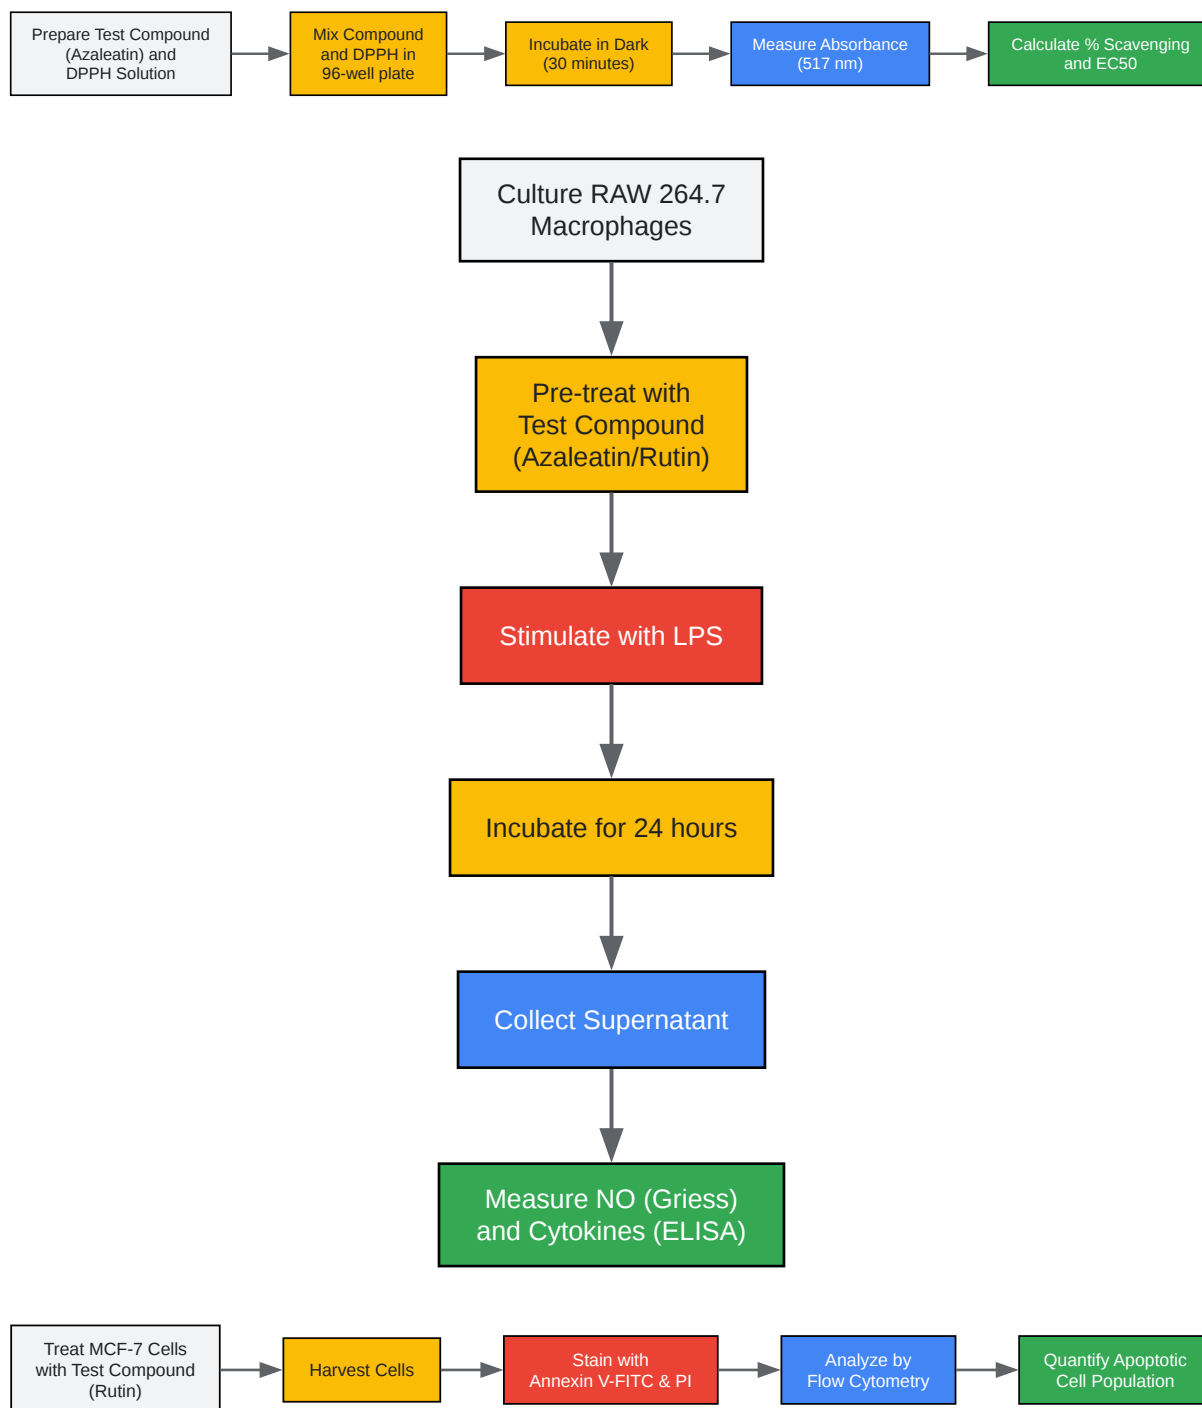 Prepare Test Compound
(Azaleatin) and
DPPH Solution
Mix Compound
and DPPH in
96-well plate
Incubate in Dark
(30 minutes)
Measure Absorbance
(517 nm)
Calculate % Scavenging
and EC50
Culture RAW 264.7
Macrophages
Pre-treat with
Test Compound
(Azaleatin/Rutin)
Stimulate with LPS
Incubate for 24 hours
Collect Supernatant
Measure NO (Griess)
and Cytokines (ELISA)
Treat MCF-7 Cells
with Test Compound
(Rutin)
Harvest Cells
Stain with
Annexin V-FITC & PI
Analyze by
Flow Cytometry
Quantify Apoptotic
Cell Population